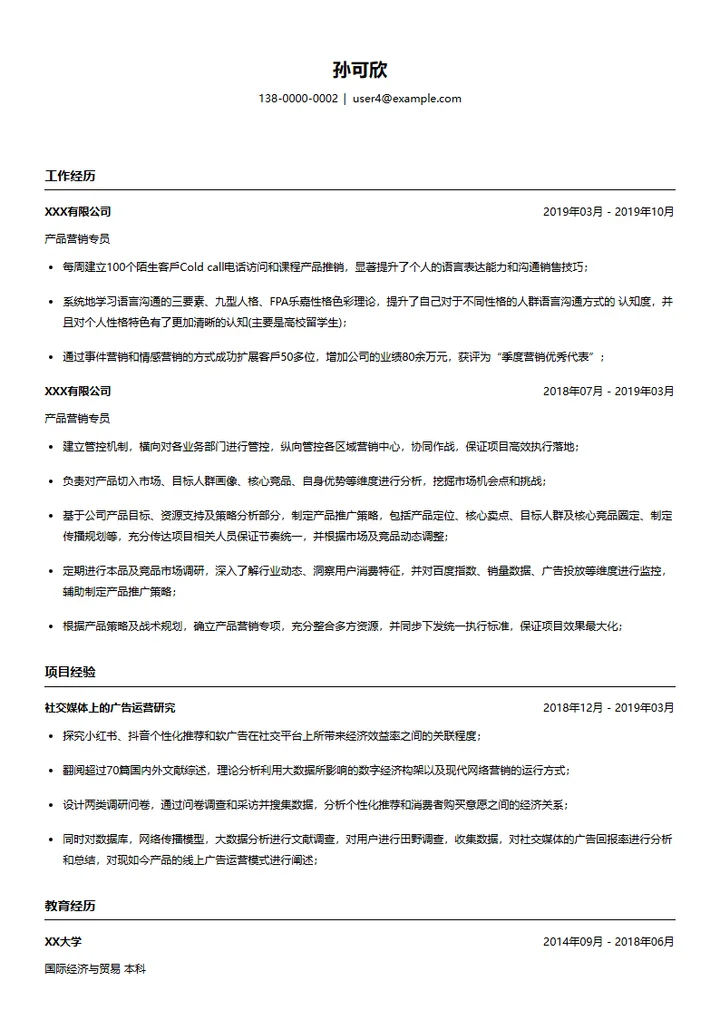 孙可欣
138-0000-0002 | user4@example.com
工作经历
XXX有限公司 2019年03月 - 2019年10月
产品营销专员
• 每周建立100个陌生客戶Cold call电话访问和课程产品推销，显著提升了个人的语言表达能力和沟通销售技巧；
• 系统地学习语言沟通的三要素、九型人格、FPA乐嘉性格色彩理论，提升了自己对于不同性格的人群语言沟通方式的 认知度，并
且对个人性格特色有了更加清晰的认知(主要是高校留学生)；
• 通过事件营销和情感营销的方式成功扩展客戶50多位，增加公司的业绩80余万元，获评为“季度营销优秀代表”；
XXX有限公司 2018年07月 - 2019年03月
产品营销专员
• 建立管控机制，横向对各业务部门进行管控，纵向管控各区域营销中心，协同作战，保证项目高效执行落地；
• 负责对产品切入市场、目标人群画像、核心竞品、自身优势等维度进行分析，挖掘市场机会点和挑战；
• 基于公司产品目标、资源支持及策略分析部分，制定产品推广策略，包括产品定位、核心卖点、目标人群及核心竞品圈定、制定
传播规划等，充分传达项目相关人员保证节奏统一，并根据市场及竞品动态调整；
• 定期进行本品及竞品市场调研，深入了解行业动态、洞察用户消费特征，并对百度指数、销量数据、广告投放等维度进行监控，
辅助制定产品推广策略；
• 根据产品策略及战术规划，确立产品营销专项，充分整合多方资源，并同步下发统一执行标准，保证项目效果最大化；
项目经验
社交媒体上的广告运营研究 2018年12月 - 2019年03月
• 探究小红书、抖音个性化推荐和软广告在社交平台上所带来经济效益率之间的关联程度；
• 翻阅超过70篇国内外文献综述，理论分析利用大数据所影响的数字经济构架以及现代网络营销的运行方式；
• 设计两类调研问卷，通过问卷调查和采访并搜集数据，分析个性化推荐和消费者购买意愿之间的经济关系；
• 同时对数据库，网络传播模型，大数据分析进行文献调查，对用户进行田野调查，收集数据，对社交媒体的广告回报率进行分析
和总结，对现如今产品的线上广告运营模式进行阐述；
教育经历
XX大学 2014年09月 - 2018年06月
国际经济与贸易 本科